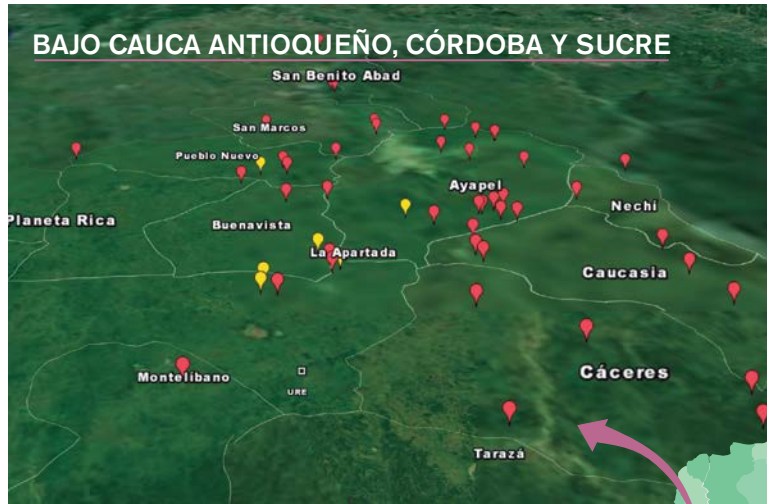 BAJO CAUCA ANTIOQUEÑO, CÓRDOBA Y SUCRE
San Benito Abad
San Marcos
Pueblo Nuevo
Ayapel
Nechí
Planeta Rica
Buenavista
La Apartada
Caucasia
Montelibano
URE
Cáceres
Tarazá